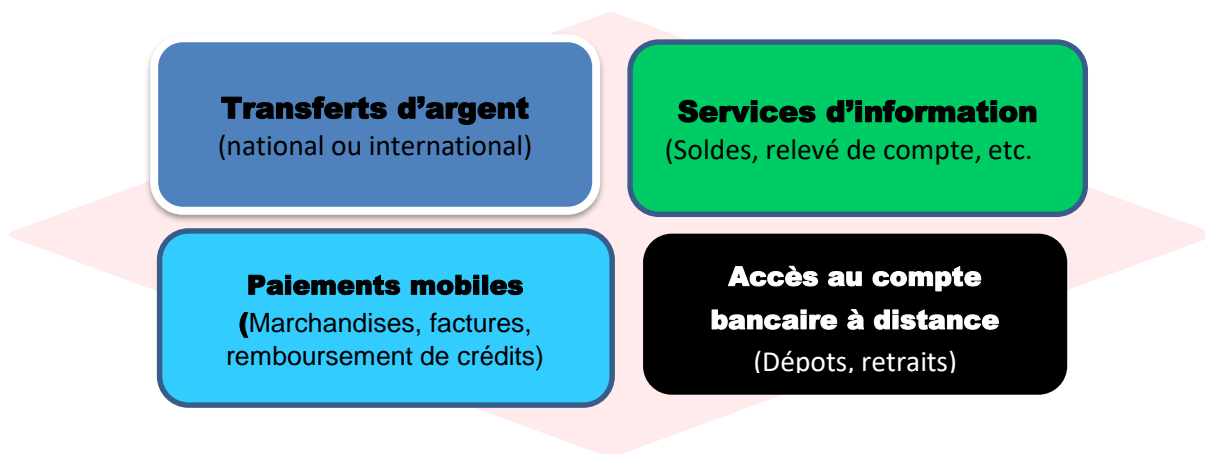 Transferts d’argent
(national ou international)
Services d’information
(Soldes, relevé de compte, etc.
Paiements mobiles
(Marchandises, factures,
remboursement de crédits)
Accès au compte
bancaire à distance
(Dépots, retraits)